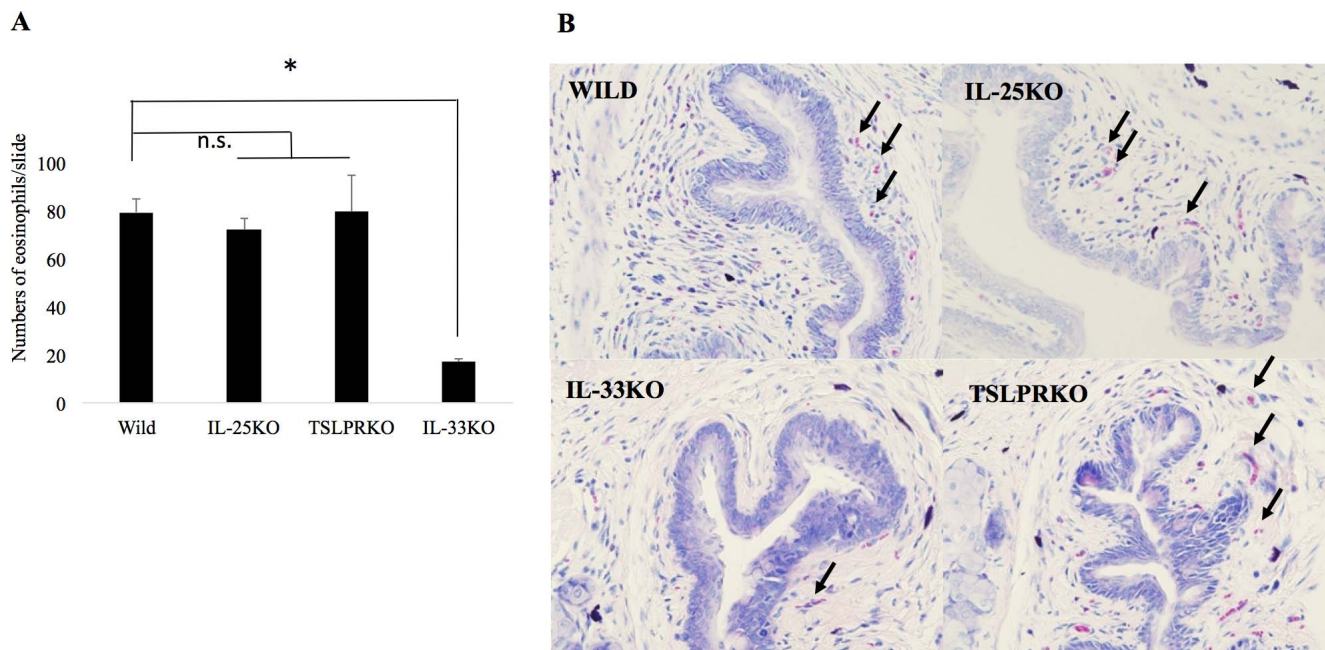 A
*
n.s.
Numbers of eosinophils/slide
100
80
60
40
20
0
Wild
IL-25KO
TSLPRKO
IL-33KO
B
WILD
IL-25KO
IL-33KO
TSLPRKO